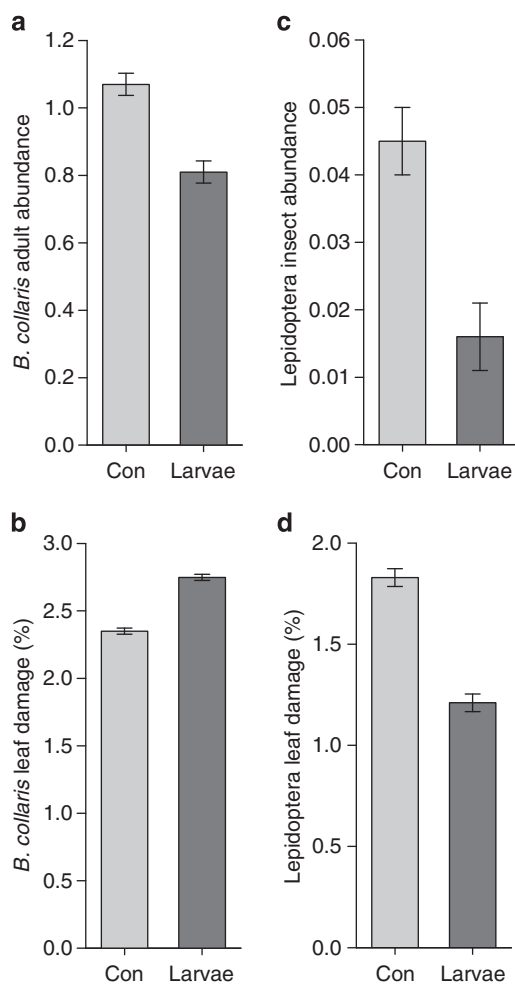 a
1.2
1.0
0.8
0.6
0.4
0.2
0.0
B. collaris adult abundance
Con Larvae
c
0.06
0.05
0.04
0.03
0.02
0.01
0.00
Lepidoptera insect abundance
Con Larvae
b
3.0
2.5
2.0
1.5
1.0
0.5
0.0
B. collaris leaf damage (%)
Con Larvae
d
2.0
1.5
1.0
0.5
0.0
Lepidoptera leaf damage (%)
Con Larvae